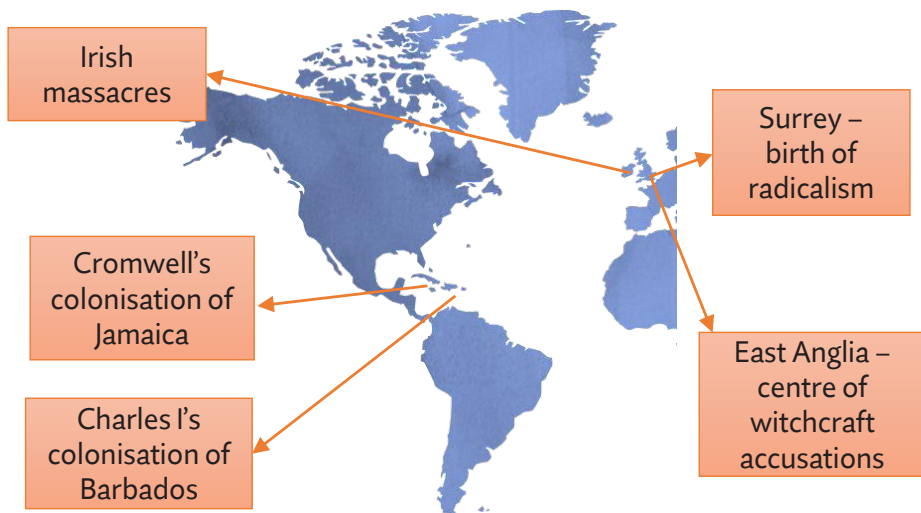 Irish
massacres
Surrey –
birth of
radicalism
Cromwell's
colonisation of
Jamaica
East Anglia –
centre of
witchcraft
accusations
Charles I's
colonisation of
Barbados